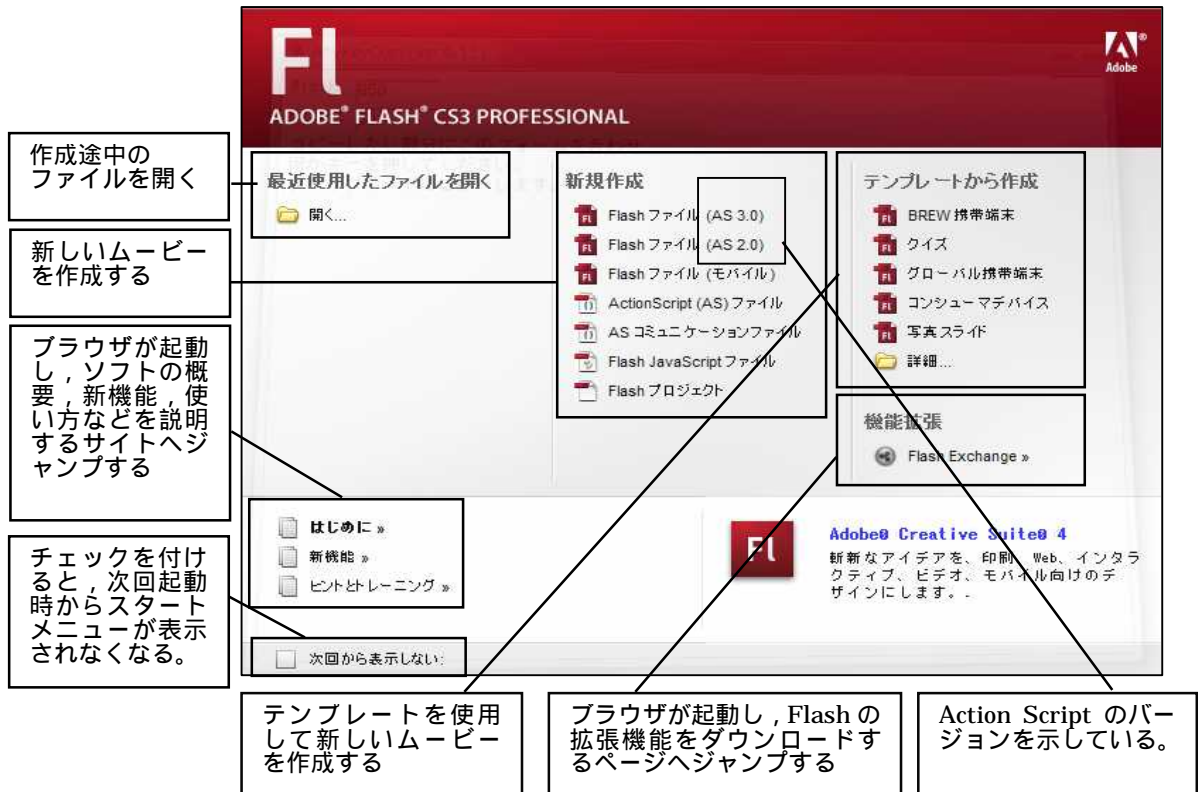 Fl
Adobe
ADOBE® FLASH® CS3 PROFESSIONAL
作成途中の
ファイルを開く
新しいムービー
を作成する
ブラウザが起動
し，ソフトの概
要，新機能，使
い方などを説明
するサイトへジ
ャンプする
チェックを付け
ると，次回起動
時からスタート
メニューが表示
されなくなる。
最近使用したファイルを開く
開く...
新規作成
Flash ファイル (AS 3.0)
Flash ファイル (AS 2.0)
Flash ファイル (モバイル)
ActionScript (AS) ファイル
AS コミュニケーションファイル
Flash JavaScript ファイル
Flash プロジェクト
テンプレートから作成
BREW 携帯端末
クイズ
グローバル携帯端末
コンシューマデバイス
写真スライド
詳細...
機能拡張
Flash Exchange »
はじめに »
新機能 »
ヒントとトレーニング »
次回から表示しない:
Fl
Adobe® Creative Suite® 4
斬新なアイデアを、印刷、Web、インタラ
クティブ、ビデオ、モバイル向けのデ
ザインにします。.
テンプレートを使用
して新しいムービー
を作成する
ブラウザが起動し，Flash の
拡張機能をダウンロードす
るページへジャンプする
Action Script のバー
ジョンを示している。